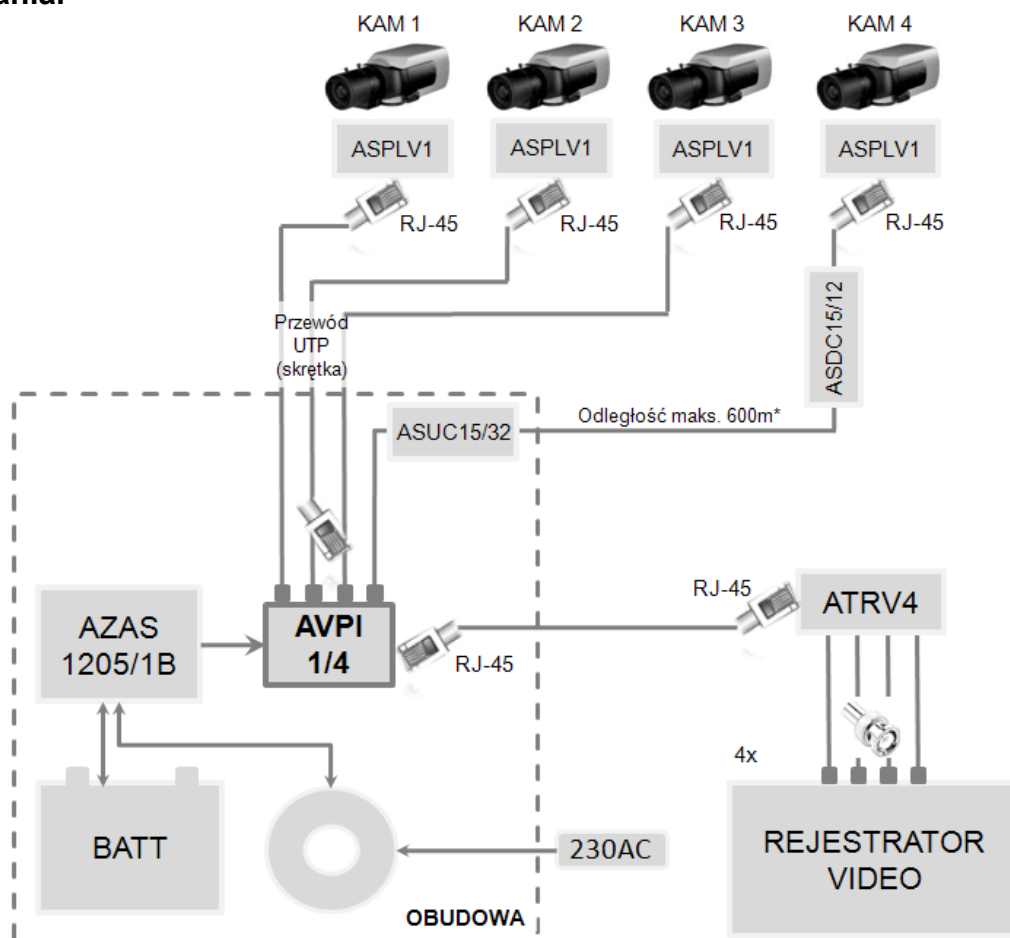 KAM 1
KAM 2
KAM 3
KAM 4
ASPLV1
ASPLV1
ASPLV1
ASPLV1
RJ-45
RJ-45
RJ-45
RJ-45
ASDC15/12
Przewód
UTP
(skrętka)
ASUC15/32
Odległość maks. 600m*
AZAS
1205/1B
AVPI
1/4
RJ-45
RJ-45
ATRV4
4x
BATT
230AC
REJESTRATOR
VIDEO
OBUDOWA